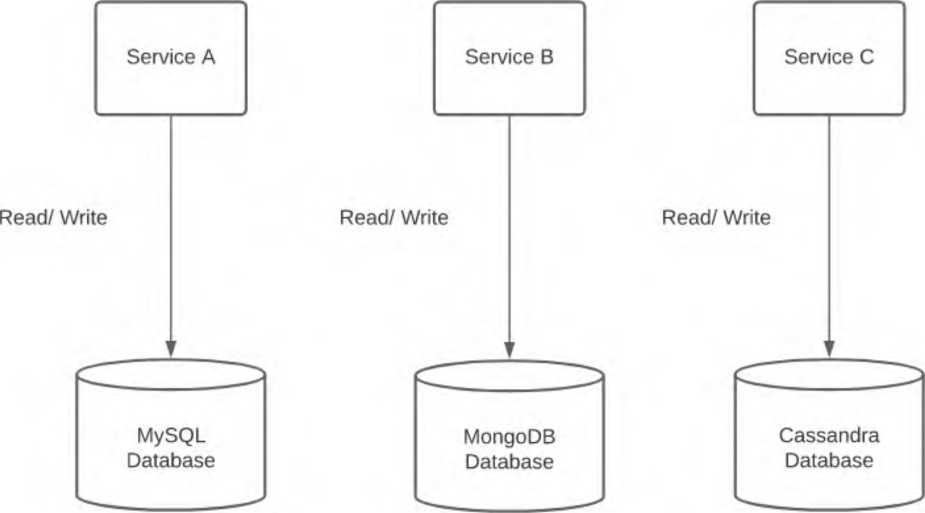 Service A
Service B
Service C
Read/ Write
Read/ Write
Read/ Write
MySQL
Database
MongoDB
Database
Cassandra
Database